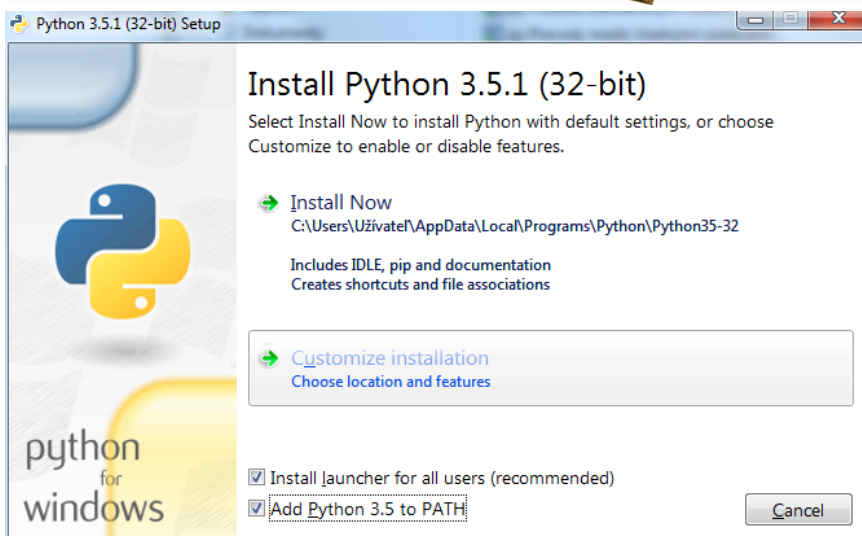 Python 3.5.1 (32-bit) Setup
Install Python 3.5.1 (32-bit)
Select Install Now to install Python with default settings, or choose
Customize to enable or disable features.
Install Now
C:\Users\Užívateľ\AppData\Local\Programs\Python\Python35-32
Includes IDLE, pip and documentation
Creates shortcuts and file associations
Customize installation
Choose location and features
python
for
windows
Install launcher for all users (recommended)
Add Python 3.5 to PATH
Cancel